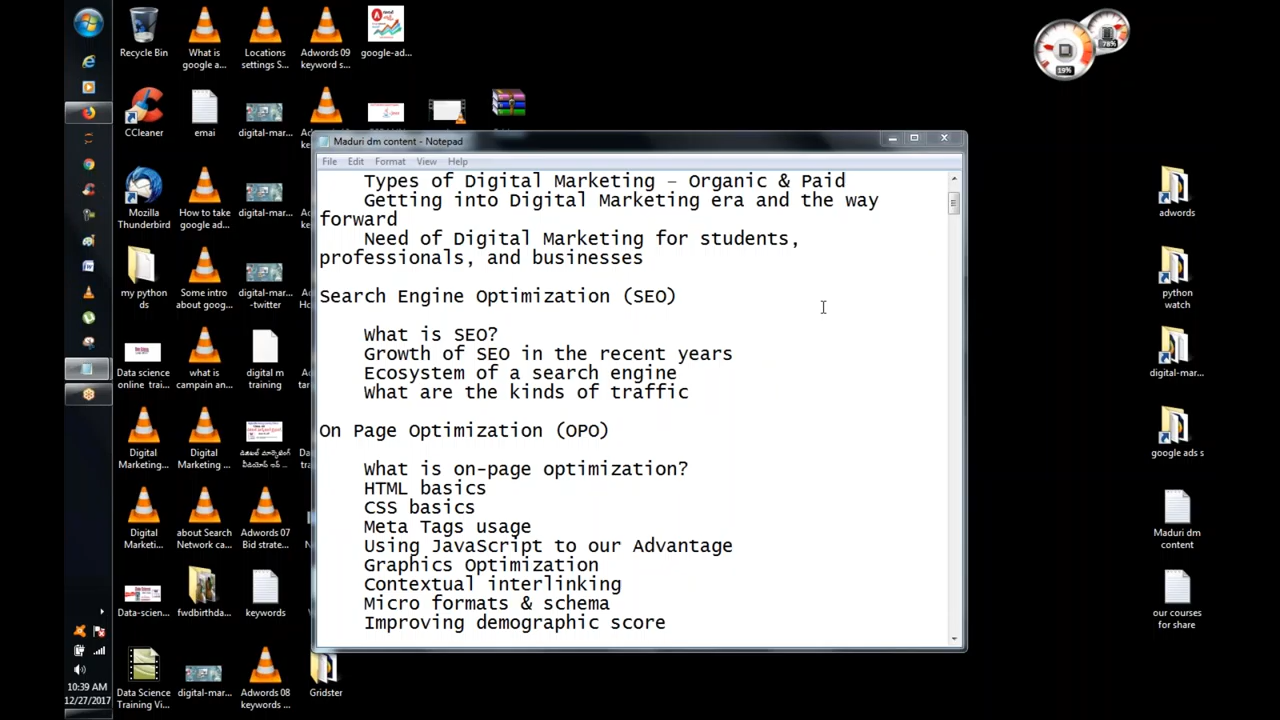 Recycle Bin
What is
google a...
Locations
settings S...
Adwords 09
keyword s...
google-ad...
19%
78%
CCleaner
emai
digital-mar...
Maduri dm content - Notepad
File Edit Format View Help
Types of Digital Marketing – Organic & Paid
Getting into Digital Marketing era and the way
forward
Need of Digital Marketing for students,
professionals, and businesses
Search Engine Optimization (SEO)
What is SEO?
Growth of SEO in the recent years
Ecosystem of a search engine
What are the kinds of traffic
On Page Optimization (OPO)
What is on-page optimization?
HTML basics
CSS basics
Meta Tags usage
Using JavaScript to our Advantage
Graphics Optimization
Contextual interlinking
Micro formats & schema
Improving demographic score
Mozilla
Thunderbird
How to take
google ad...
digital-mar...
my python
ds
Some intro
about goog...
digital-mar...
-twitter
Data science
online trai...
what is
campain an...
digital m
training
Digital
Marketing...
Digital
Marketing ...
డిజిటల్ మార్కెటింగ్
వీడియోస్ ఇ...
Digital
Marketi...
about Search
Network ca...
Adwords 07
Bid strate...
Data-scien...
fwdbirthda...
keywords
Data Science
Training Vi...
digital-mar...
Adwords 08
keywords ...
Gridster
adwords
python
watch
digital-mar...
google ads s
Maduri dm
content
our courses
for share
10:39 AM
12/27/2017